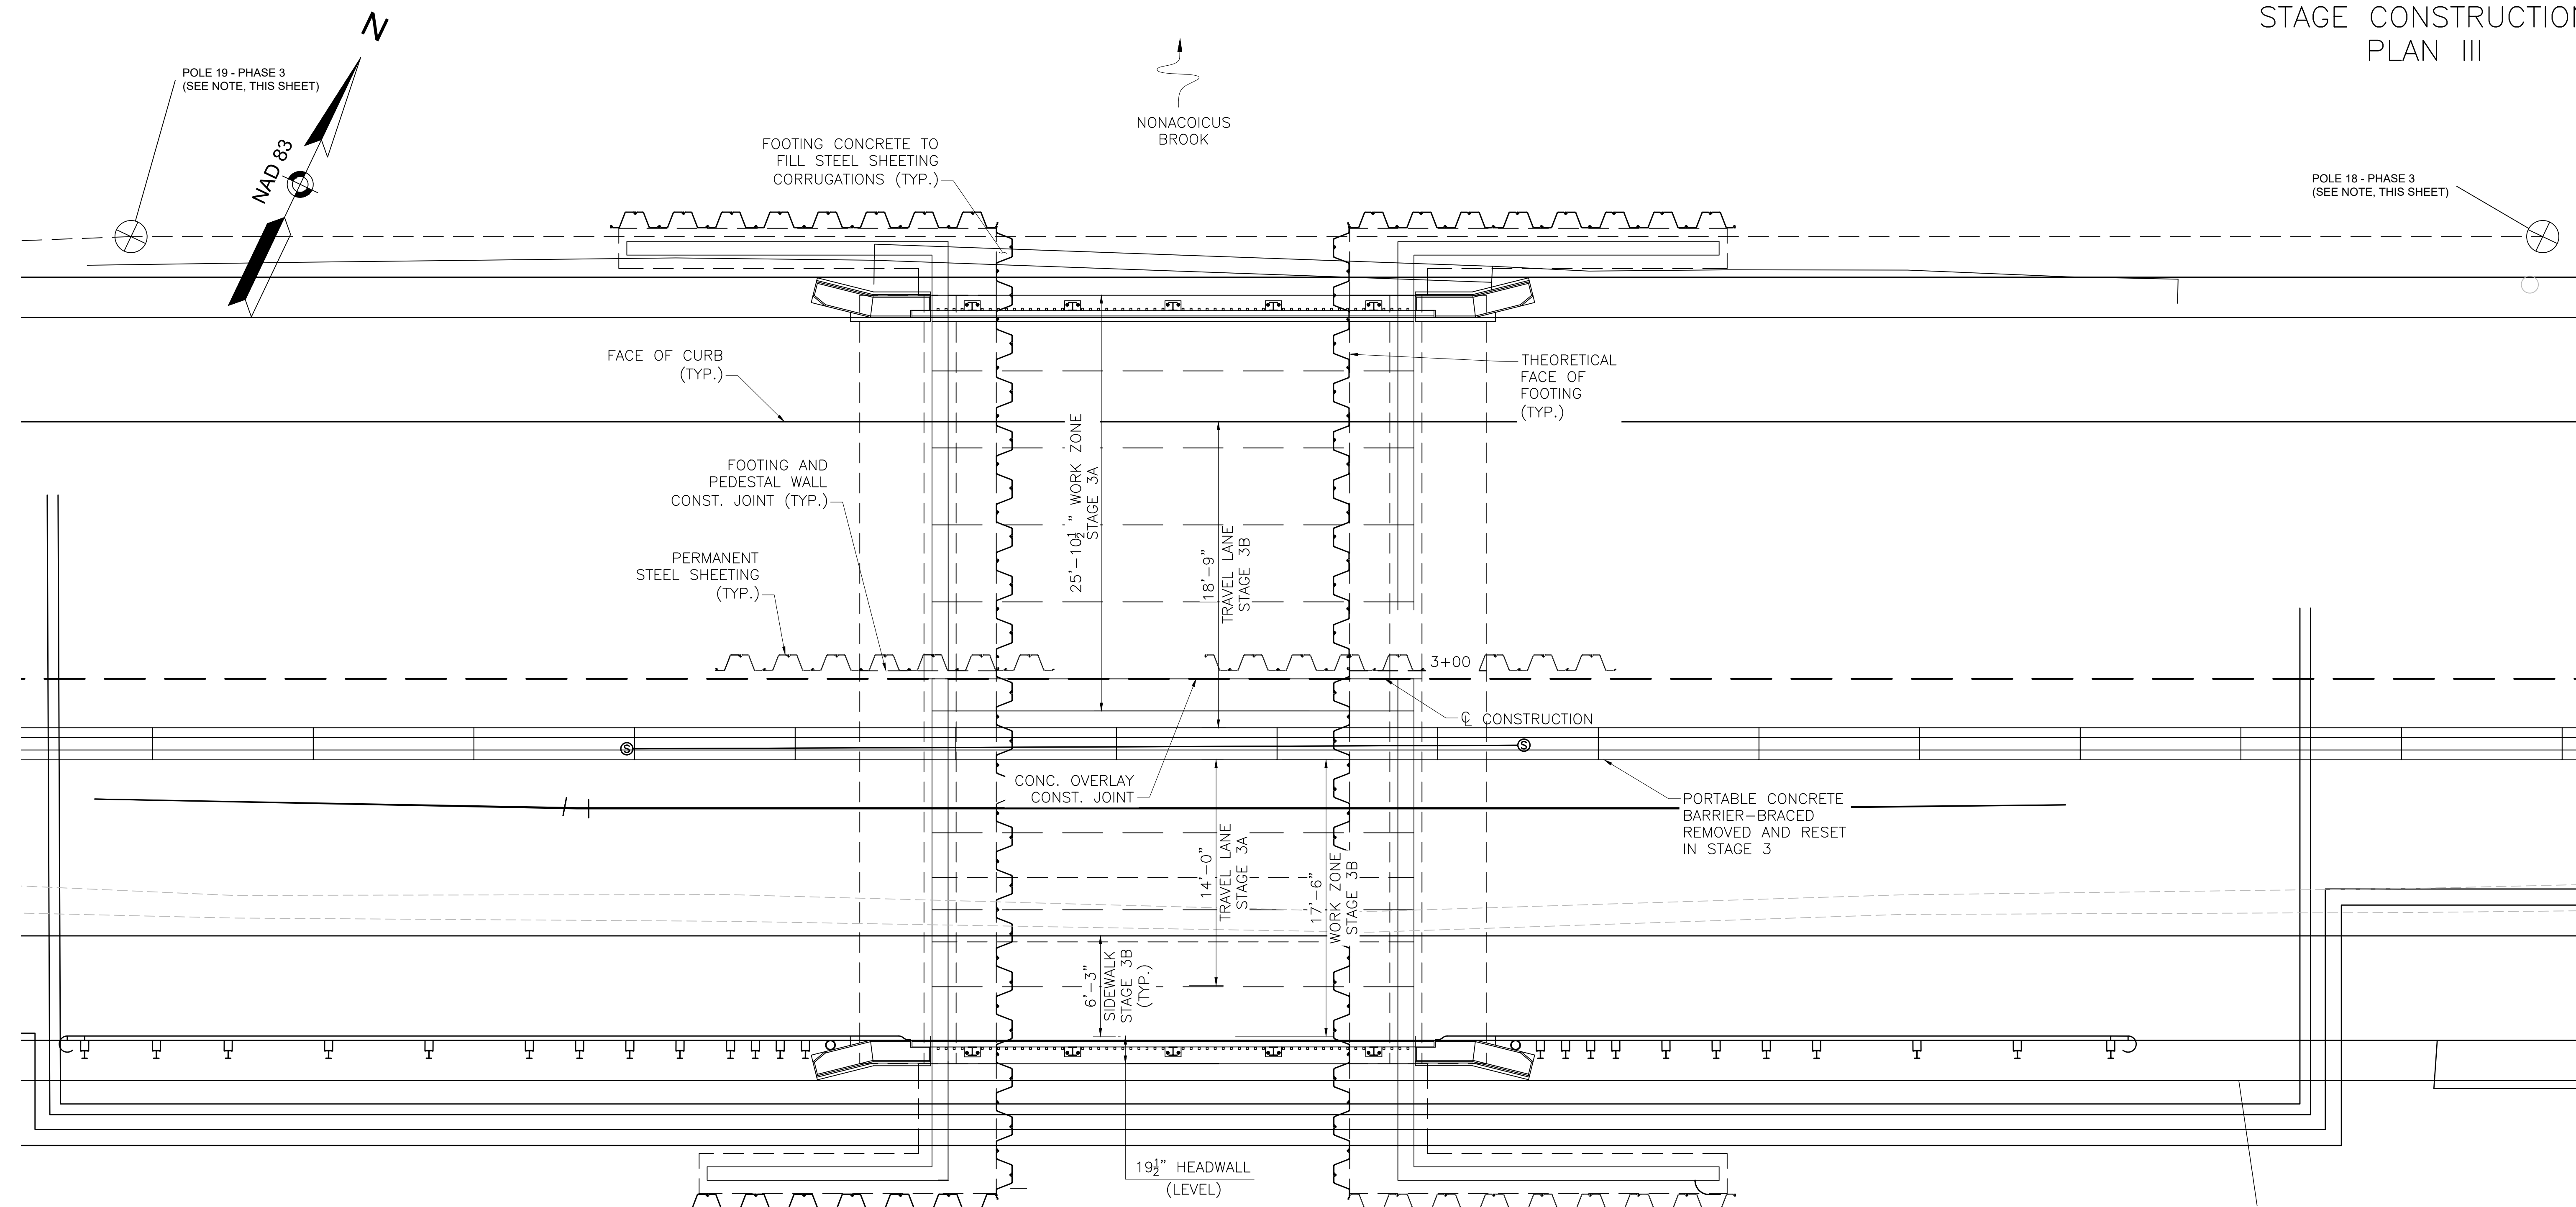 STAGE CONSTRUCTION
PLAN III
N
NAD 83
POLE 19 - PHASE 3
(SEE NOTE, THIS SHEET)
NONACOICUS
BROOK
FOOTING CONCRETE TO
FILL STEEL SHEETING
CORRUGATIONS (TYP.)
POLE 18 - PHASE 3
(SEE NOTE, THIS SHEET)
FACE OF CURB
(TYP.)
THEORETICAL
FACE OF
FOOTING
(TYP.)
FOOTING AND
PEDESTAL WALL
CONST. JOINT (TYP.)
25'-10½" WORK ZONE
STAGE 3A
18'-9"
TRAVEL LANE
STAGE 3B
PERMANENT
STEEL SHEETING
(TYP.)
3+00
℄ CONSTRUCTION
S
S
CONC. OVERLAY
CONST. JOINT
PORTABLE CONCRETE
BARRIER-BRACED
REMOVED AND RESET
IN STAGE 3
14'-0"
TRAVEL LANE
STAGE 3A
17'-6"
WORK ZONE
STAGE 3B
6'-3"
SIDEWALK
STAGE 3B
(TYP.)
19½" HEADWALL
(LEVEL)